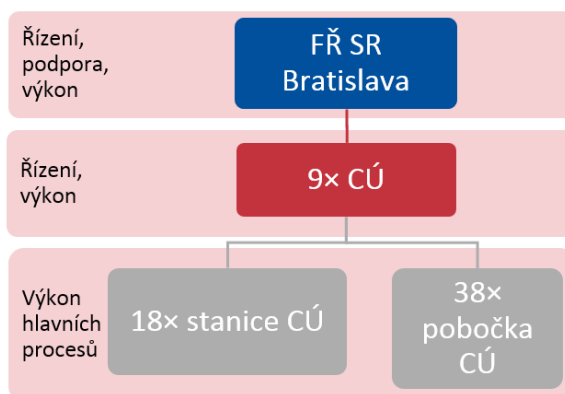 Řízení,
podpora,
výkon
FŘ SR
Bratislava
Řízení,
výkon
9× CÚ
Výkon
hlavních
procesů
18× stanice CÚ
38×
pobočka
CÚ